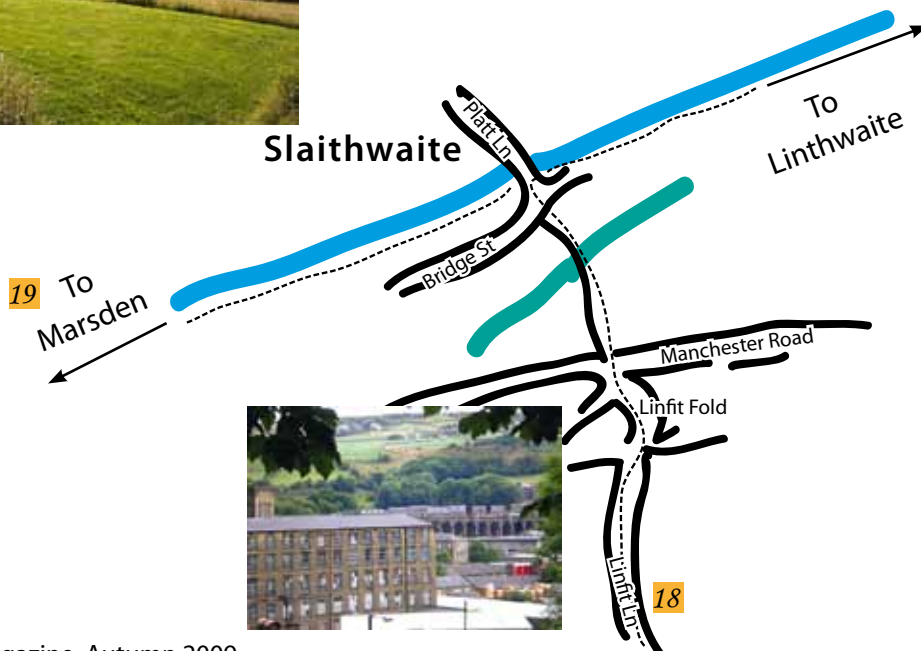 Platt Ln
Slaithwaite
To
Linthwaite
Bridge St
19
To
Marsden
Manchester Road
Linfit Fold
Linfit Ln
18